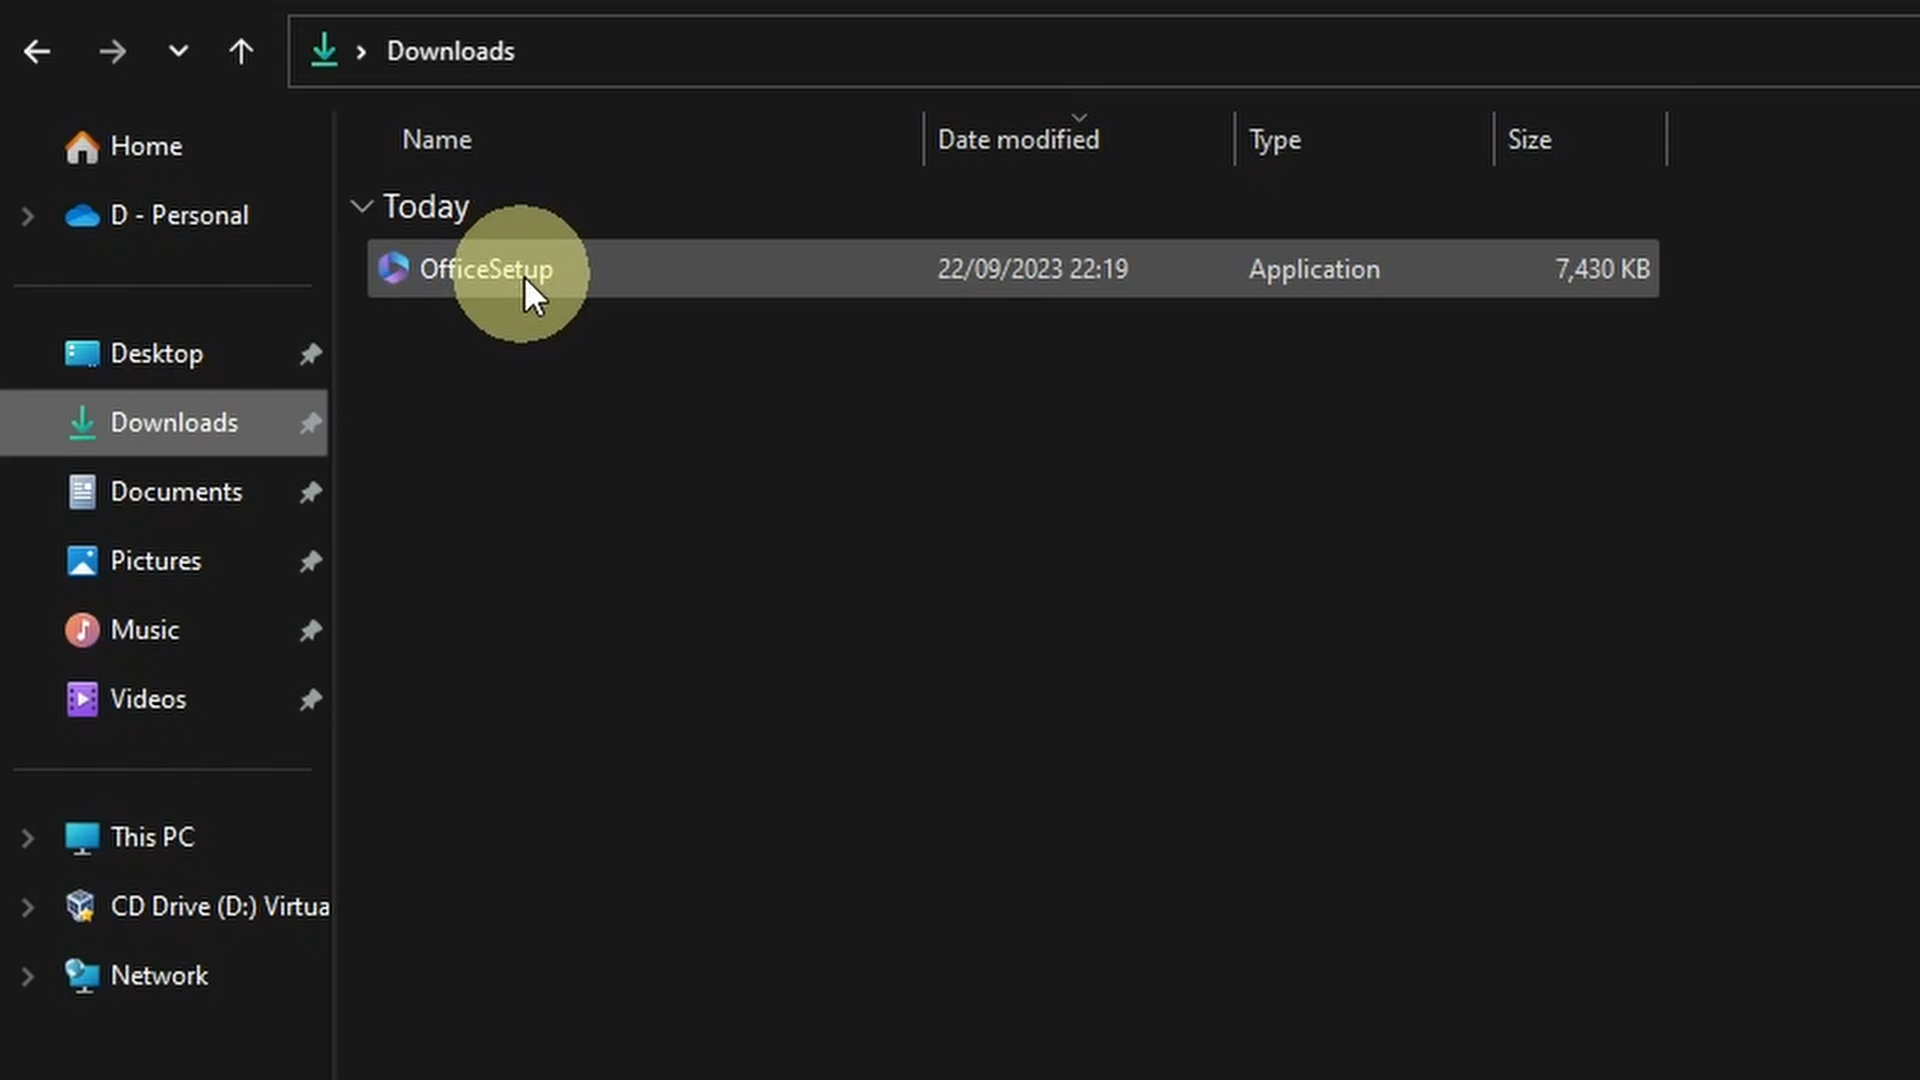 Downloads
Name Date modified Type Size
Home
D - Personal
Today
OfficeSetup 22/09/2023 22:19 Application 7,430 KB
Desktop
Downloads
Documents
Pictures
Music
Videos
This PC
CD Drive (D:) Virtua
Network